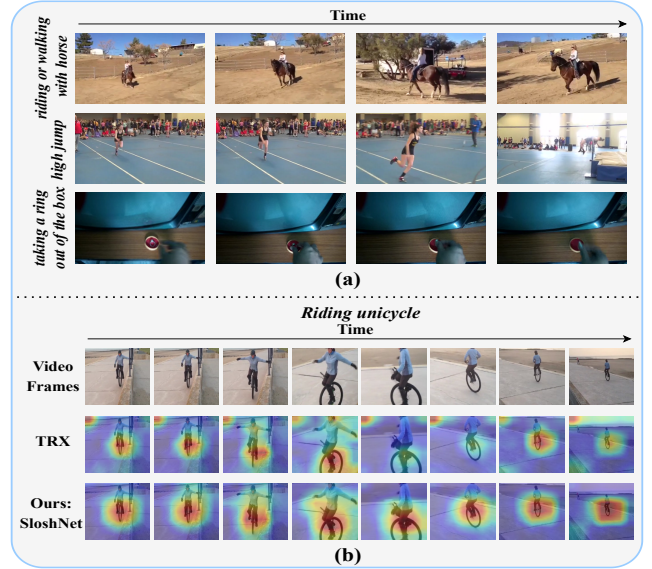 Time
riding or walking
with horse
high jump
taking a ring
out of the box
(a)
Riding unicycle
Time
Video
Frames
TRX
Ours:
SloshNet
(b)